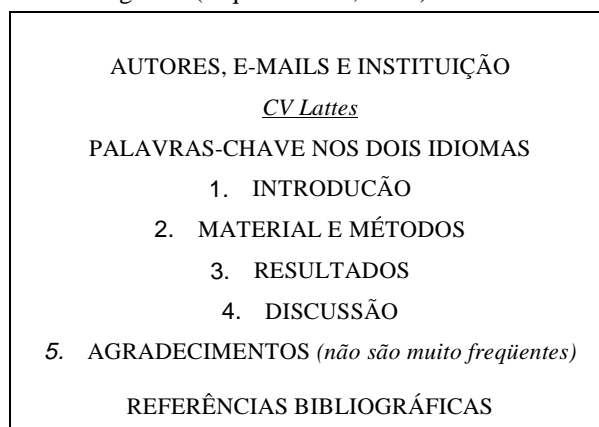 AUTORES, E-MAILS E INSTITUIÇÃO
CV Lattes
PALAVRAS-CHAVE NOS DOIS IDIOMAS
1. INTRODUCÃO
2. MATERIAL E MÉTODOS
3. RESULTADOS
4. DISCUSSÃO
5. AGRADECIMENTOS (não são muito freqüentes)
REFERÊNCIAS BIBLIOGRÁFICAS